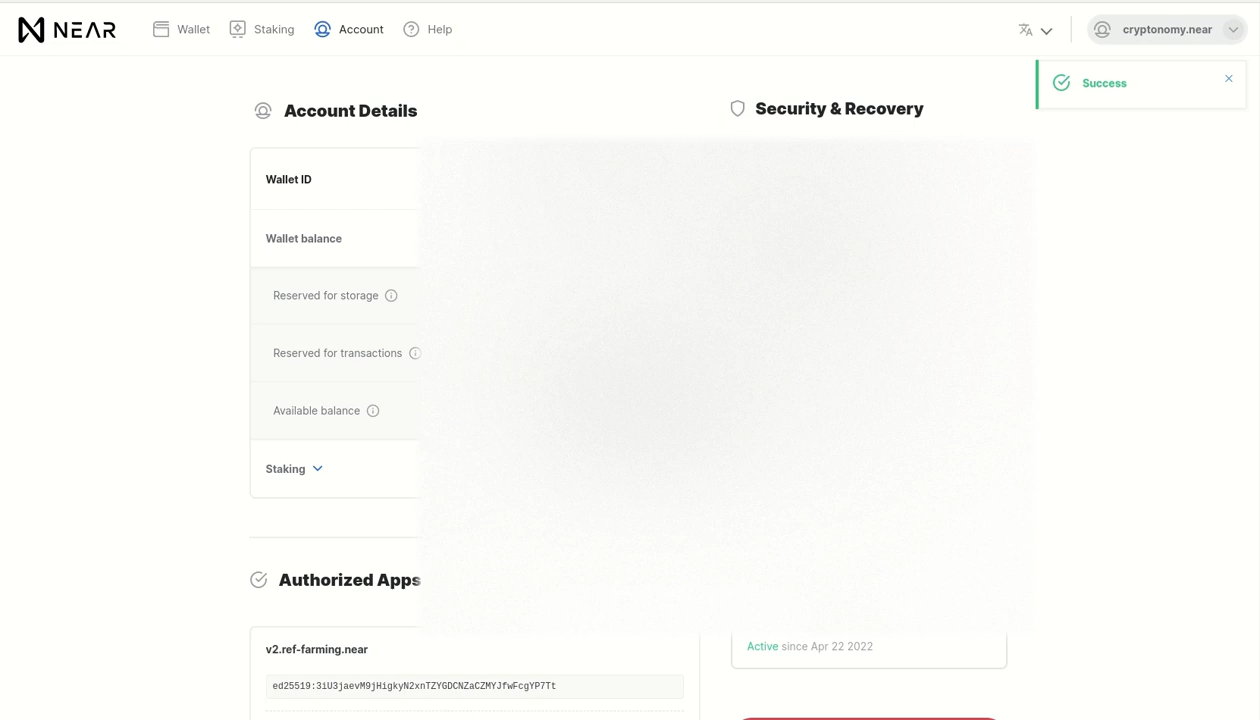 NEAR
Wallet
Staking
Account
Help
cryptonomy.near
Success
Account Details
Security & Recovery
Wallet ID
Wallet balance
Reserved for storage
Reserved for transactions
Available balance
Staking
Authorized Apps
v2.ref-farming.near
Active since Apr 22 2022
ed25519:3iU3jaevM9jHigkyN2xnTZYGDCNZaCZMYJfwFcgYP7Tt